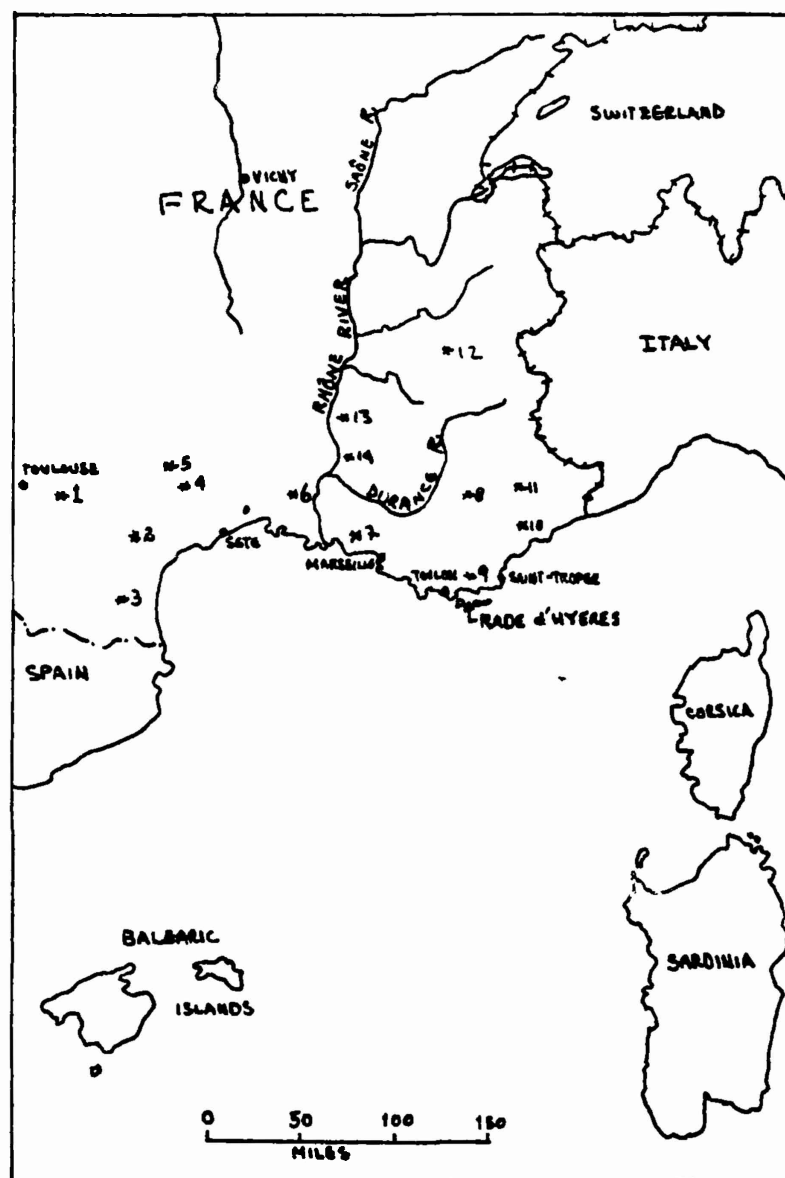 SWITZERLAND
SAÔNE R.
VICHY
FRANCE
RHÔNE RIVER
ITALY
*12
*13
*14
DURANCE R.
TOULOUSE
*1
*5
*4
*6
*8
*11
*2
SETE
*7
*10
MARSEILLE
TOULON
*9
SAINT-TROPEZ
*3
RADE d'HYERES
SPAIN
CORSICA
BALEARIC
ISLANDS
SARDINIA
0 50 100 150
MILES